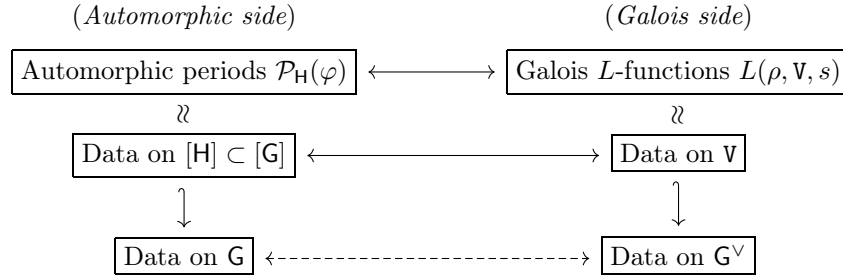 (Automorphic side) (Galois side)
Automorphic periods 𝒫_H(φ) Galois L-functions L(ρ, V, s)
≈ ≈
Data on [H] ⊂ [G] Data on V
Data on G Data on G^∨